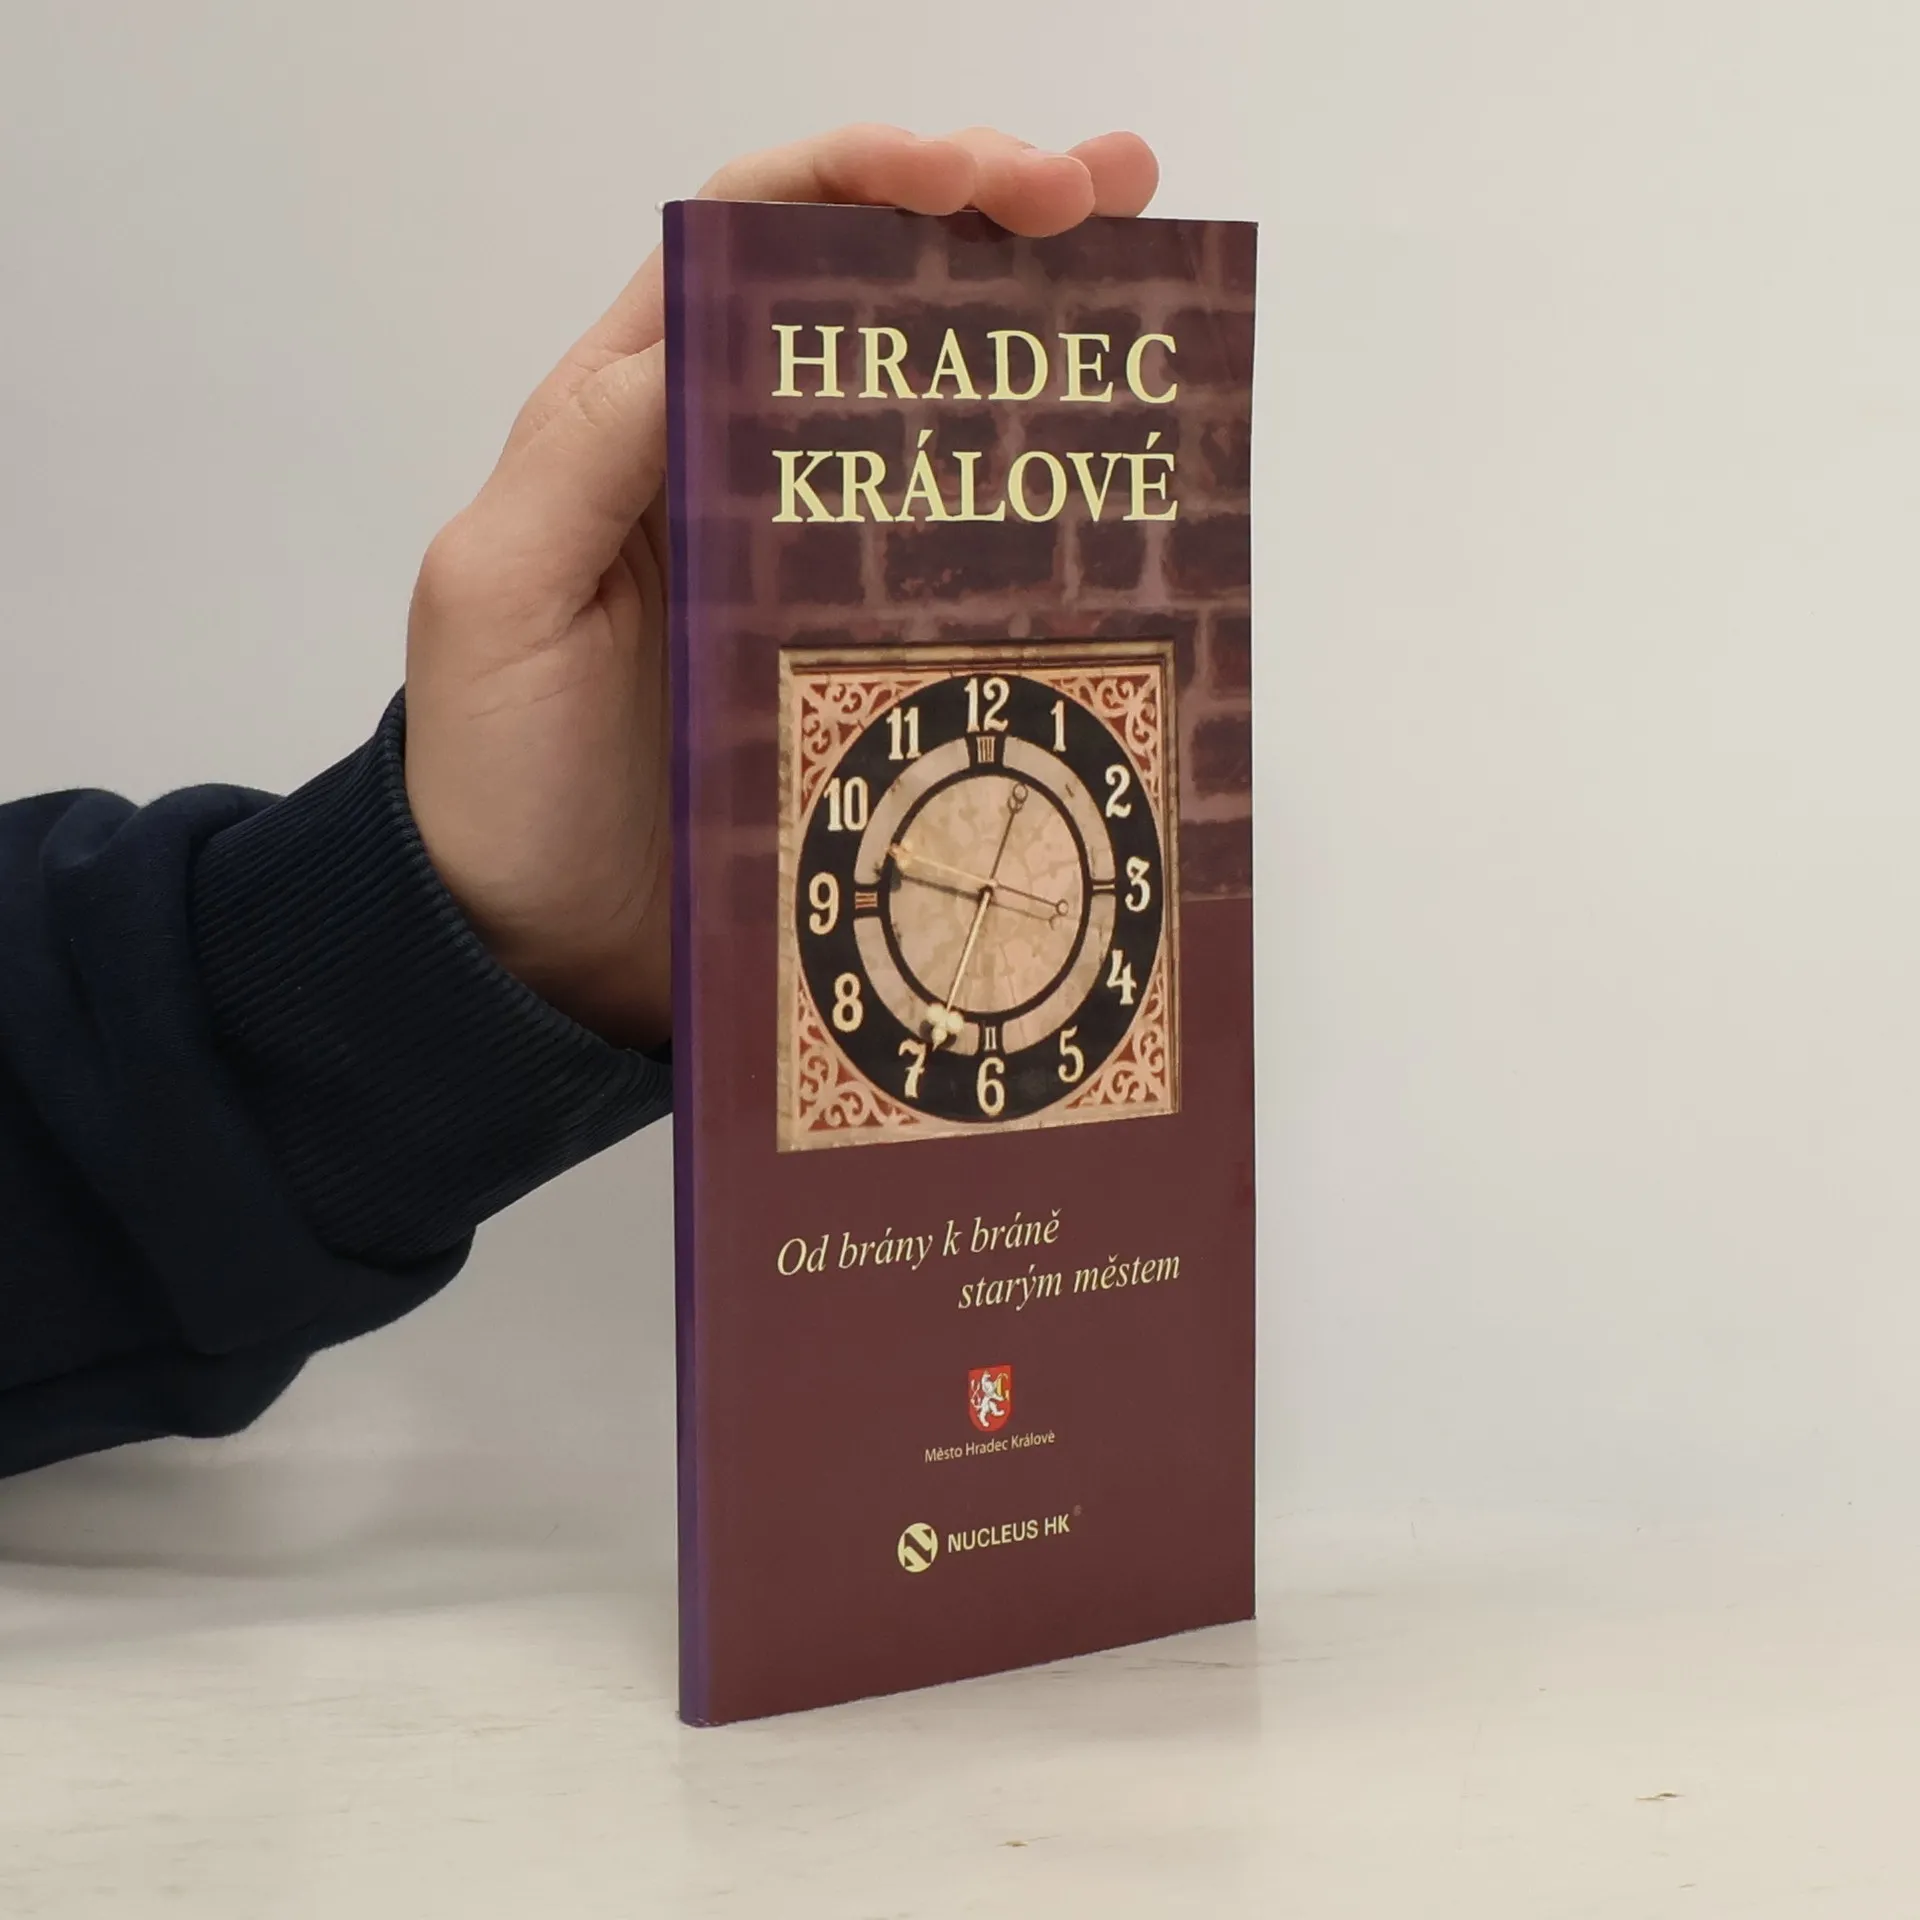 HRADEC
KRÁLOVÉ
12
11
1
10
2
9
3
8
4
7
5
6
Od brány k bráně
starým městem
Město Hradec Králové
NUCLEUS HK®